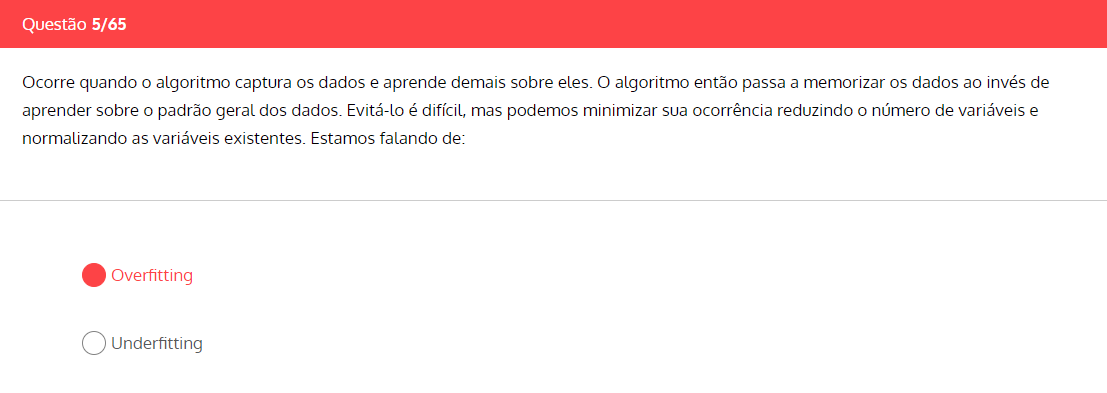 Questão 5/65
Ocorre quando o algoritmo captura os dados e aprende demais sobre eles. O algoritmo então passa a memorizar os dados ao invés de
aprender sobre o padrão geral dos dados. Evitá-lo é difícil, mas podemos minimizar sua ocorrência reduzindo o número de variáveis e
normalizando as variáveis existentes. Estamos falando de:
Overfitting
Underfitting